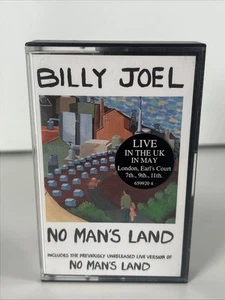 BILLY JOEL
LIVE
IN THE UK
IN MAY
London, Earl's Court
7th., 9th., 11th.
659920 4
NO MAN'S LAND
INCLUDES THE PREVIOUSLY UNRELEASED LIVE VERSION OF
NO MAN'S LAND